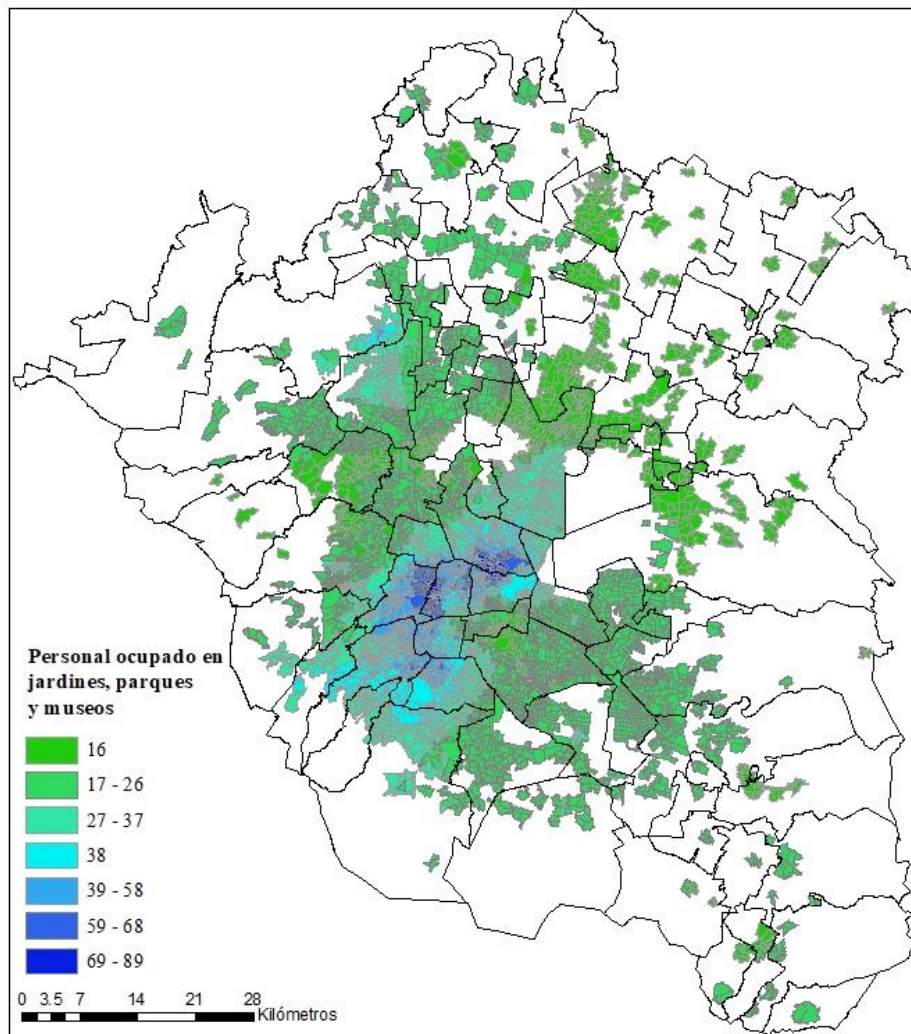 Personal ocupado en
jardines, parques
y museos
16
17 - 26
27 - 37
38
39 - 58
59 - 68
69 - 89
0 3.5 7 14 21 28
Kilómetros